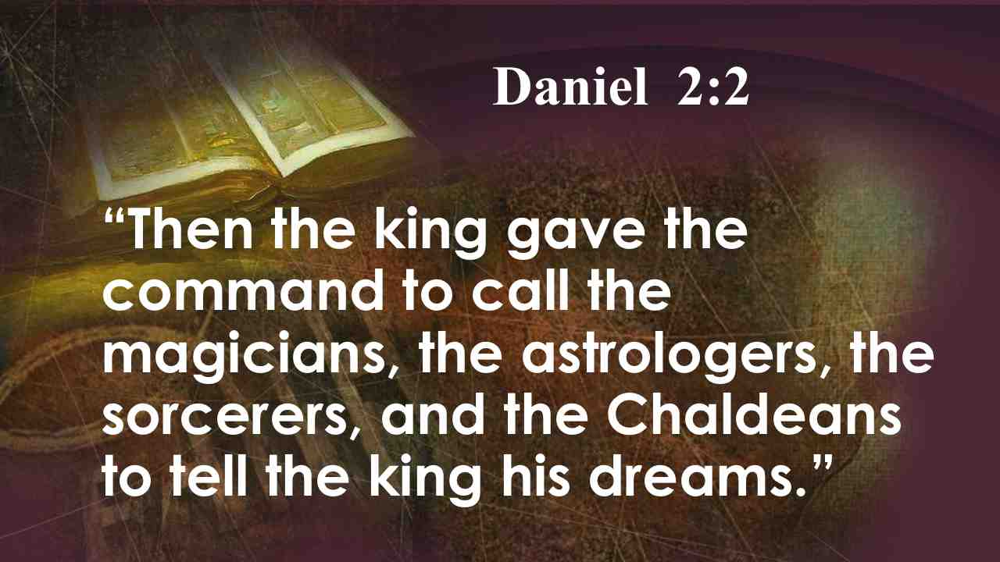 Daniel 2:2
“Then the king gave the
command to call the
magicians, the astrologers, the
sorcerers, and the Chaldeans
to tell the king his dreams.”